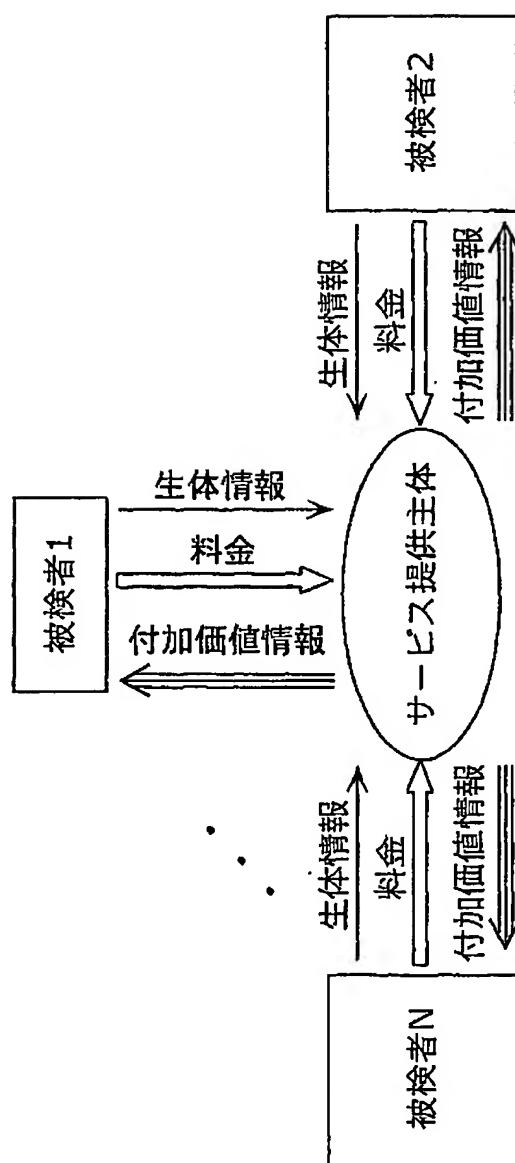 被検者1
生体情報
料金
付加価値情報
サービス提供主体
被検者2
生体情報
料金
付加価値情報
被検者N
生体情報
料金
付加価値情報